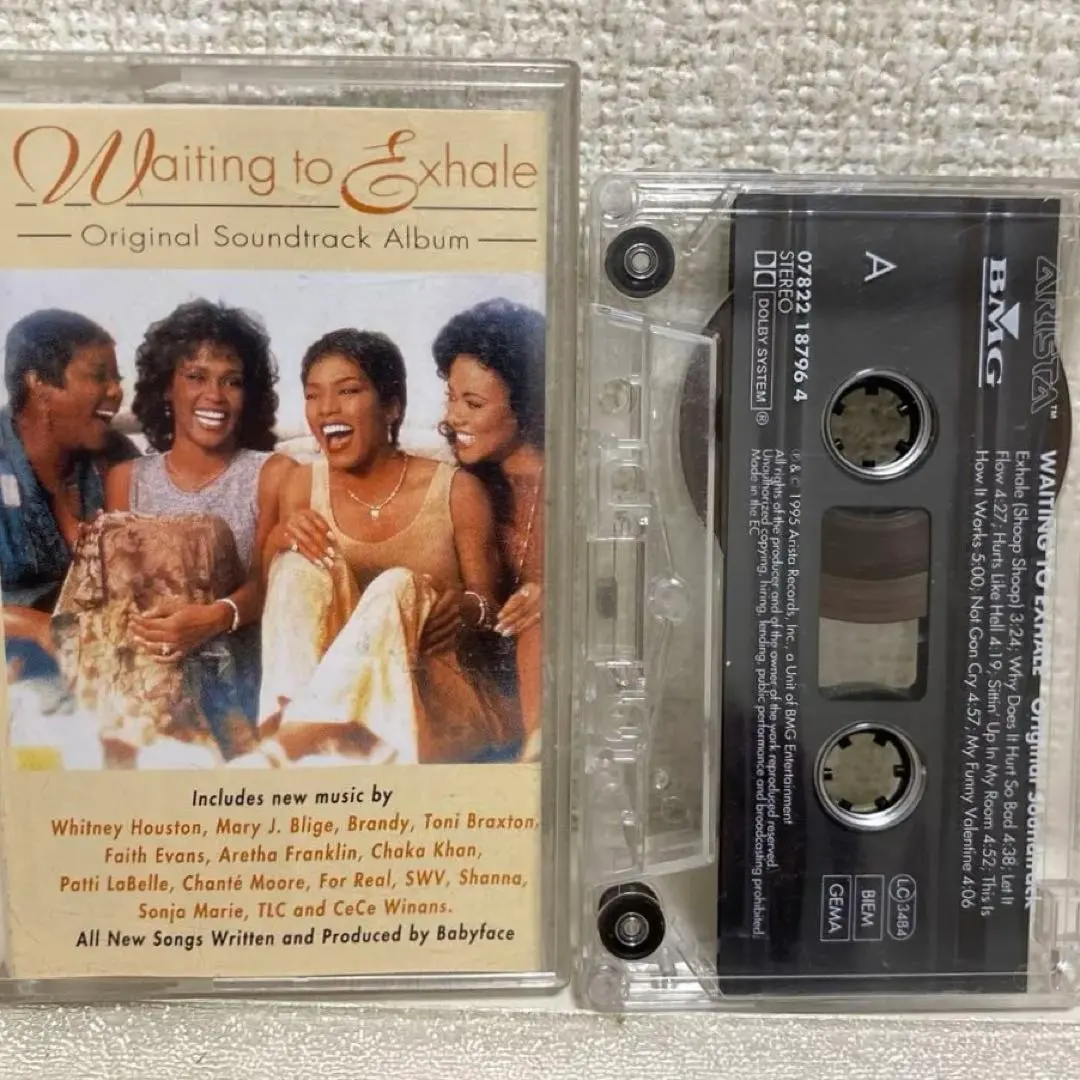 Waiting to Exhale
Original Soundtrack Album
Includes new music by
Whitney Houston, Mary J. Blige, Brandy, Toni Braxton,
Faith Evans, Aretha Franklin, Chaka Khan,
Patti LaBelle, Chanté Moore, For Real, SWV, Shanna,
Sonja Marie, TLC and CeCe Winans.
All New Songs Written and Produced by Babyface
ARISTA™
BMG
WAITING TO EXHALE - Original Soundtrack
Exhale (Shoop Shoop) 3:24; Why Does It Hurt So Bad 4:38; Let It
Flow 4:27; Hurts Like Hell 4:19; Sittin' Up In My Room 4:52; This Is
How It Works 5:00; Not Gon Cry 4:57; My Funny Valentine 4:06
A
07822 18796 4
STEREO
DOLBY SYSTEM ®
℗ & © 1995 Arista Records, Inc., a Unit of BMG Entertainment
All rights of the producer and of the owner of the work reproduced reserved.
Unauthorized copying, hiring, lending, public performance and broadcasting prohibited.
Made in the EC
LC 3484
BIEM
GEMA